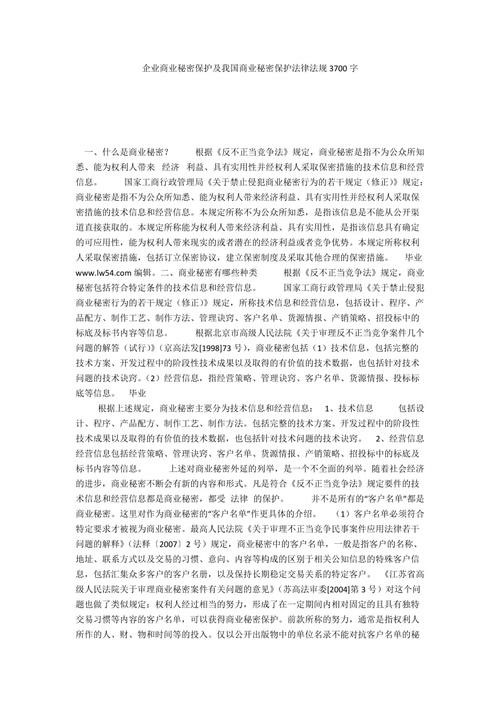 企业商业秘密保护及我国商业秘密保护法律法规 3700 字
一、什么是商业秘密？ 根据《反不正当竞争法》规定，商业秘密是指不为公众所知
悉、能为权利人带来 经济 利益、具有实用性并经权利人采取保密措施的技术信息和经营
信息。 国家工商行政管理局《关于禁止侵犯商业秘密行为的若干规定（修正）》规定：
商业秘密是指不为公众所知悉、能为权利人带来经济利益、具有实用性并经权利人采取保
密措施的技术信息和经营信息。本规定所称不为公众所知悉，是指该信息是不能从公开渠
道直接获取的。本规定所称能为权利人带来经济利益、具有实用性，是指该信息具有确定
的可应用性，能为权利人带来现实的或者潜在的经济利益或者竞争优势。本规定所称权利
人采取保密措施，包括订立保密协议，建立保密制度及采取其他合理的保密措施。 毕业
www.lw54.com 编辑。二、商业秘密有哪些种类 根据《反不正当竞争法》规定，商业
秘密包括符合特定条件的技术信息和经营信息。 国家工商行政管理局《关于禁止侵
犯商业秘密行为的若干规定（修正）》规定，所称技术信息和经营信息，包括设计、程序、产
品配方、制作工艺、制作方法、管理诀窍、客户名单、货源情报、产销策略、招投标中的
标底及标书内容等信息。 根据北京市高级人民法院《关于审理反不正当竞争案件几个
问题的解答（试行）》（京高法发[1998]73 号），商业秘密包括（1）技术信息，包括完整的
技术方案、开发过程中的阶段性技术成果以及取得的有价值的技术数据，也包括针对技术
问题的技术诀窍。（2）经营信息，指经营策略、管理诀窍、客户名单、货源情报、投标标
底等信息。 毕业
根据上述规定，商业秘密主要分为技术信息和经营信息：1、技术信息 包括设
计、程序、产品配方、制作工艺、制作方法。包括完整的技术方案、开发过程中的阶段性
技术成果以及取得的有价值的技术数据，也包括针对技术问题的技术诀窍。 2、经营信息
经营信息包括经营策略、管理诀窍、客户名单、货源情报、产销策略、招投标中的标底及
标书内容等信息。 上述对商业秘密外延的列举，是一个不全面的列举。随着社会经济
的进步，商业秘密不断会有新的内容和形式。凡是符合《反不正当竞争法》规定要件的技
术信息和经营信息都是商业秘密，都受 法律 的保护。 并不是所有的“客户名单”都是
商业秘密。这里对作为商业秘密的“客户名单”作更具体的介绍。 （1）客户名单必须符合
特定要求才被视为商业秘密。最高人民法院《关于审理不正当竞争民事案件应用法律若干
问题的解释》（法释〔2007〕2 号）规定，商业秘密中的客户名单，一般是指客户的名称、
地址、联系方式以及交易的习惯、意向、内容等构成的区别于相关公知信息的特殊客户信
息，包括汇集众多客户的客户名册，以及保持长期稳定交易关系的特定客户。 《江苏省高
级人民法院关于审理商业秘密案件有关问题的意见》（苏高法审委[2004]第 3 号）对这个问
题也做了类似规定：权利人经过相当的努力，形成了在一定期间内相对固定的且具有独特
交易习惯等内容的客户名单，可以获得商业秘密保护。前款所称的努力，通常是指权利人
所作的人、财、物和时间等的投入。仅以公开出版物中的单位名录不能对抗客户名单的秘